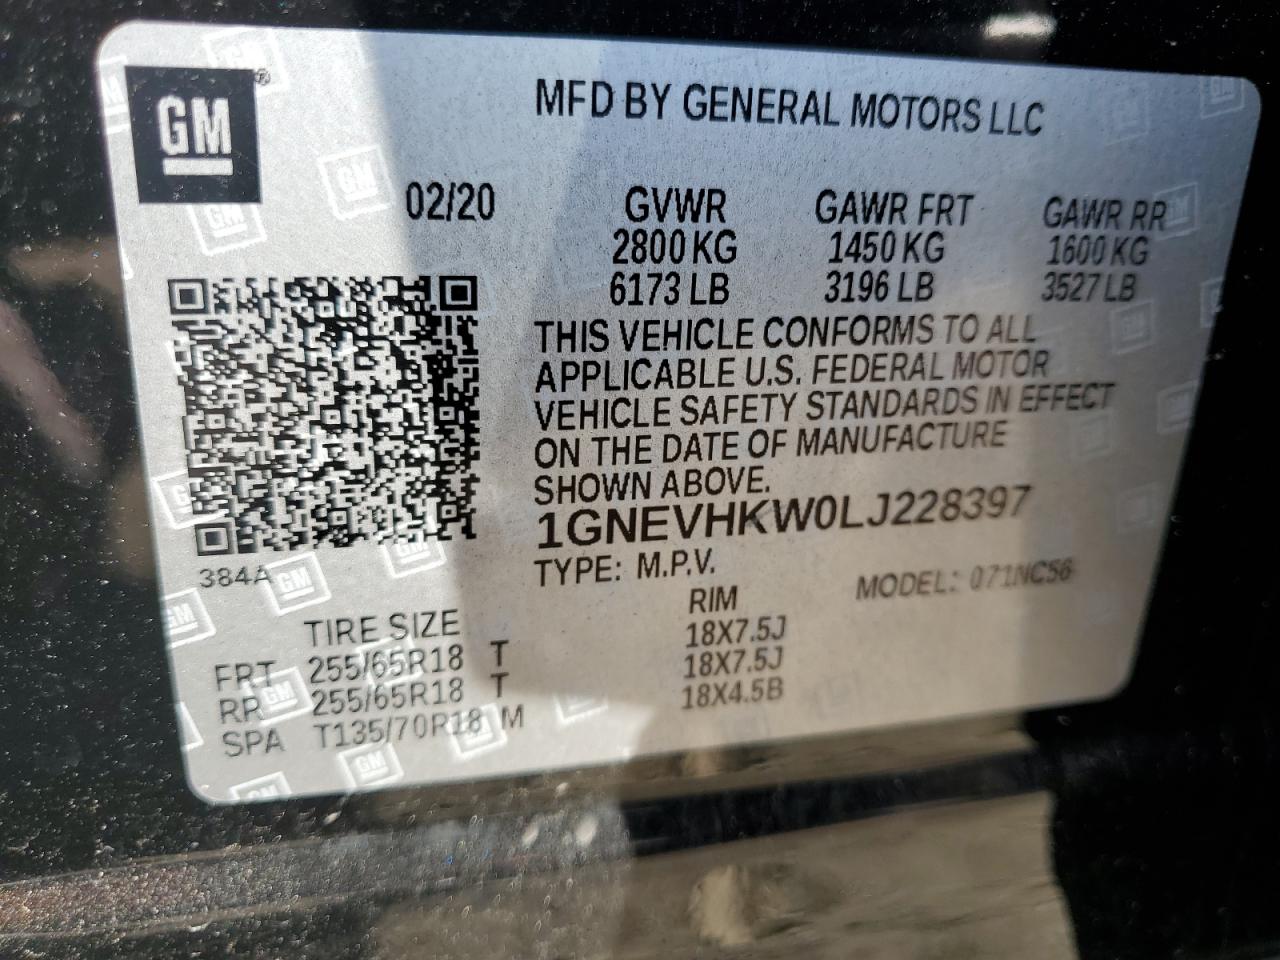 GM ®
MFD BY GENERAL MOTORS LLC
02/20
GVWR GAWR FRT GAWR RR
2800 KG 1450 KG 1600 KG
6173 LB 3196 LB 3527 LB
THIS VEHICLE CONFORMS TO ALL
APPLICABLE U.S. FEDERAL MOTOR
VEHICLE SAFETY STANDARDS IN EFFECT
ON THE DATE OF MANUFACTURE
SHOWN ABOVE.
1GNEVHKW0LJ228397
TYPE: M.P.V. MODEL: 071NC56
384A
TIRE SIZE RIM
FRT 255/65R18 T 18X7.5J
RR 255/65R18 T 18X7.5J
SPA T135/70R18 M 18X4.5B